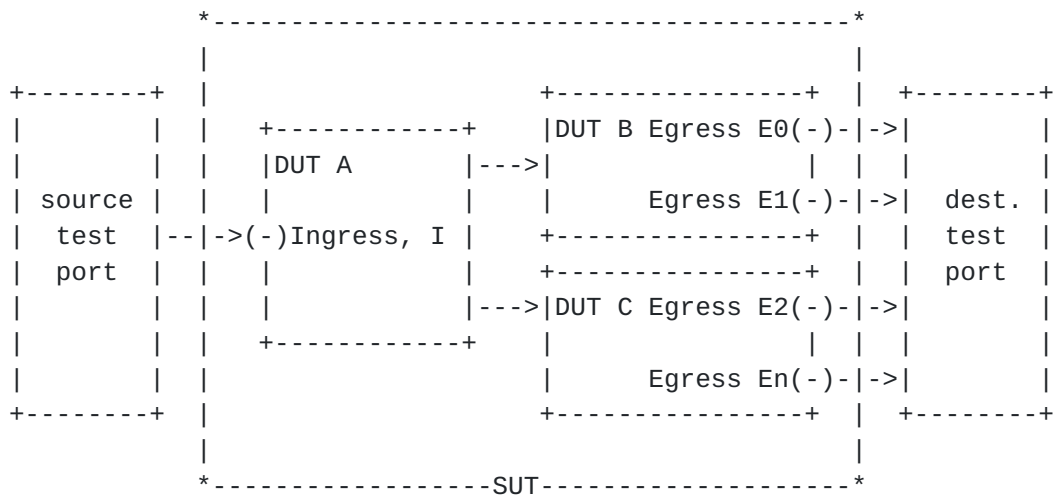 DUT B Egress E0(-)
DUT A
source Egress E1(-) dest.
test (-)Ingress, I test
port port
DUT C Egress E2(-)
Egress En(-)
SUT